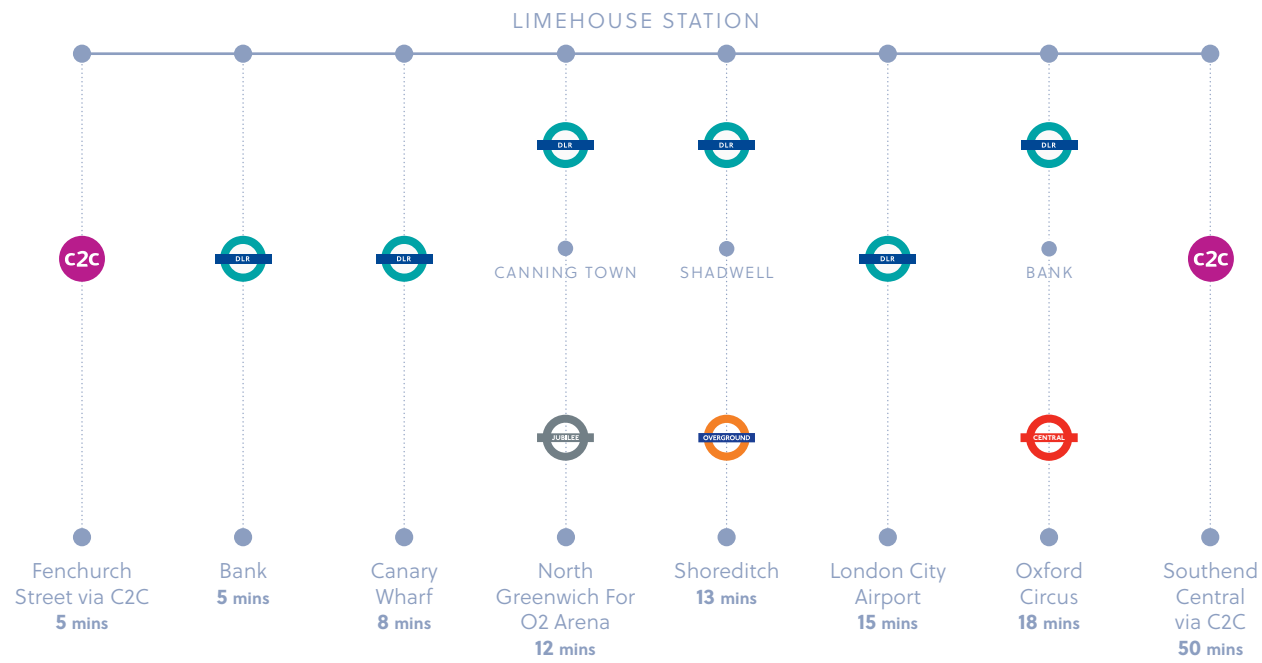 LIMEHOUSE STATION
DLR
DLR
DLR
c2c
DLR
DLR
CANNING TOWN
SHADWELL
DLR
BANK
c2c
JUBILEE
OVERGROUND
CENTRAL
Fenchurch
Street via C2C
5 mins
Bank
5 mins
Canary
Wharf
8 mins
North
Greenwich For
O2 Arena
12 mins
Shoreditch
13 mins
London City
Airport
15 mins
Oxford
Circus
18 mins
Southend
Central
via C2C
50 mins